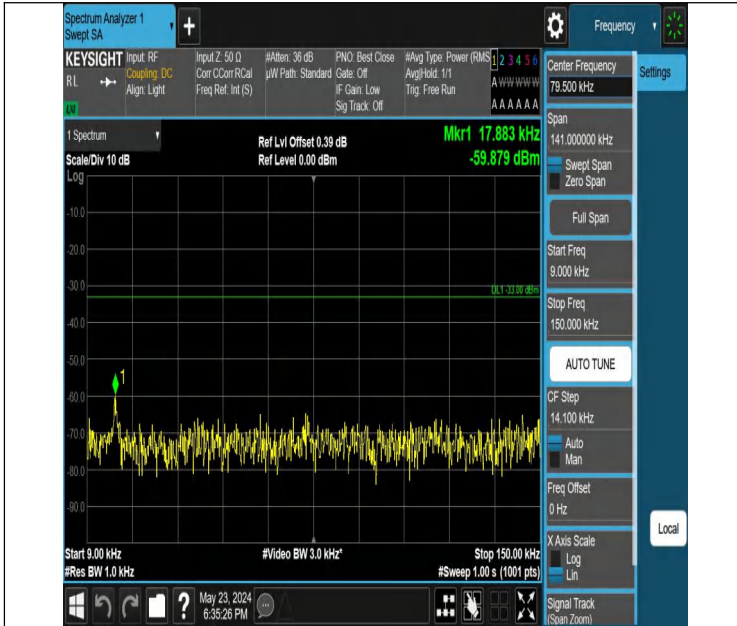 Spectrum Analyzer 1
Swept SA
+
Frequency
KEYSIGHT
RL
Input: RF
Coupling: DC
Align: Light
Input Z: 50 Ω
Corr CCorr RCal
Freq Ref: Int (S)
#Atten: 36 dB
µW Path: Standard
PNO: Best Close
Gate: Off
IF Gain: Low
Sig Track: Off
#Avg Type: Power (RMS
Avg|Hold: 1/1
Trig: Free Run
1 2 3 4 5 6
A W W W W W
A A A A A A
1 Spectrum
Scale/Div 10 dB
Log
Ref Lvl Offset 0.39 dB
Ref Level 0.00 dBm
Mkr1 17.883 kHz
-59.879 dBm
-10.0
-20.0
-30.0
DL1 -33.00 dBm
-40.0
-50.0
1
-60.0
-70.0
-80.0
-90.0
Start 9.00 kHz
#Res BW 1.0 kHz
#Video BW 3.0 kHz*
Stop 150.00 kHz
#Sweep 1.00 s (1001 pts)
?
May 23, 2024
6:35:26 PM
Center Frequency
79.500 kHz
Span
141.000000 kHz
Swept Span
Zero Span
Full Span
Start Freq
9.000 kHz
Stop Freq
150.000 kHz
AUTO TUNE
CF Step
14.100 kHz
Auto
Man
Freq Offset
0 Hz
X Axis Scale
Log
Lin
Signal Track
(Span Zoom)
Settings
Local